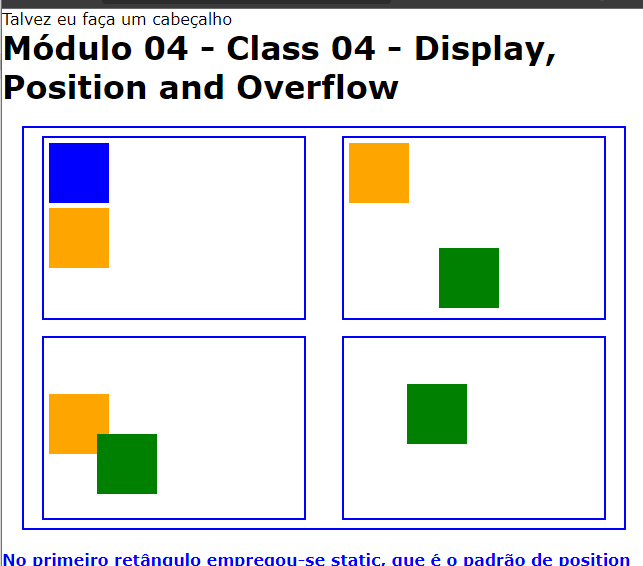 Talvez eu faça um cabeçalho
Módulo 04 - Class 04 - Display,
Position and Overflow
No primeiro retângulo empregou-se static, que é o padrão de position